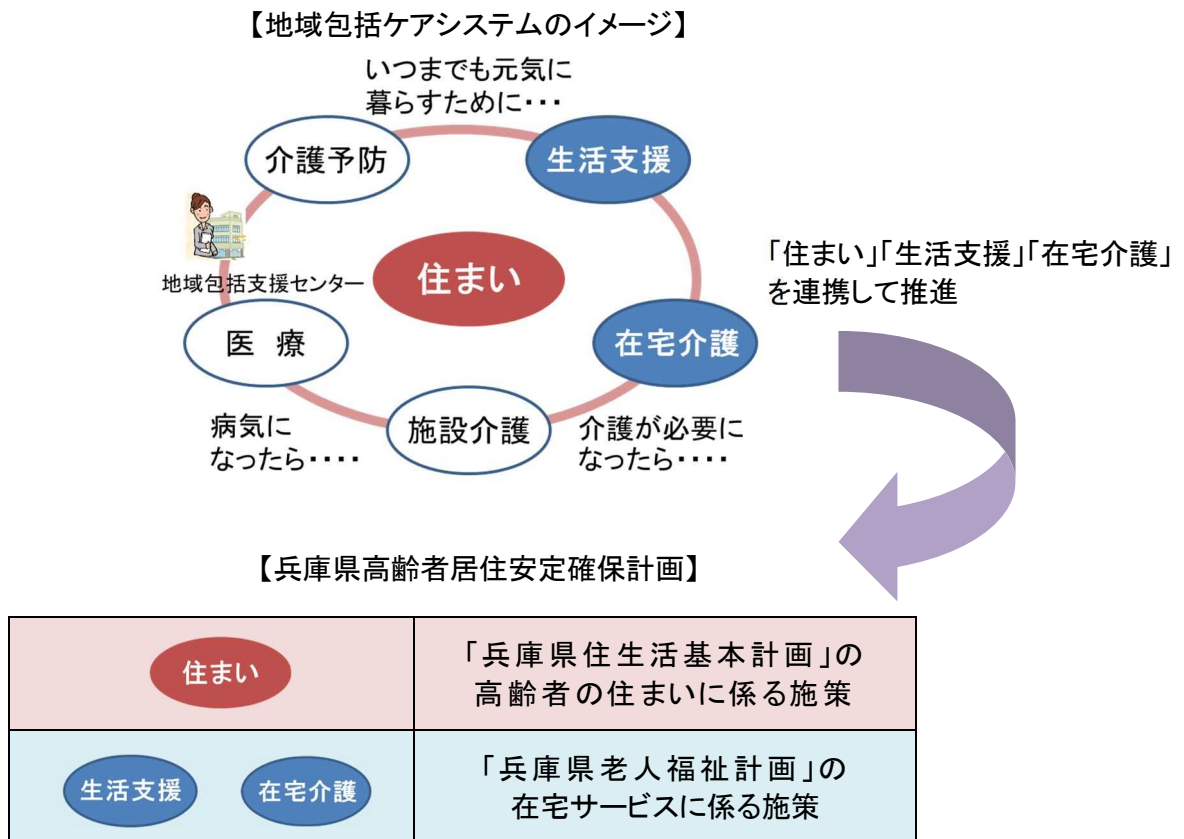 【地域包括ケアシステムのイメージ】
いつまでも元気に
暮らすために・・・
介護予防
生活支援
地域包括支援センター
住まい
「住まい」「生活支援」「在宅介護」
を連携して推進
医 療
在宅介護
施設介護
病気に
なったら・・・・
介護が必要に
なったら・・・・
【兵庫県高齢者居住安定確保計画】
住まい
「兵庫県住生活基本計画」の
高齢者の住まいに係る施策
生活支援
在宅介護
「兵庫県老人福祉計画」の
在宅サービスに係る施策